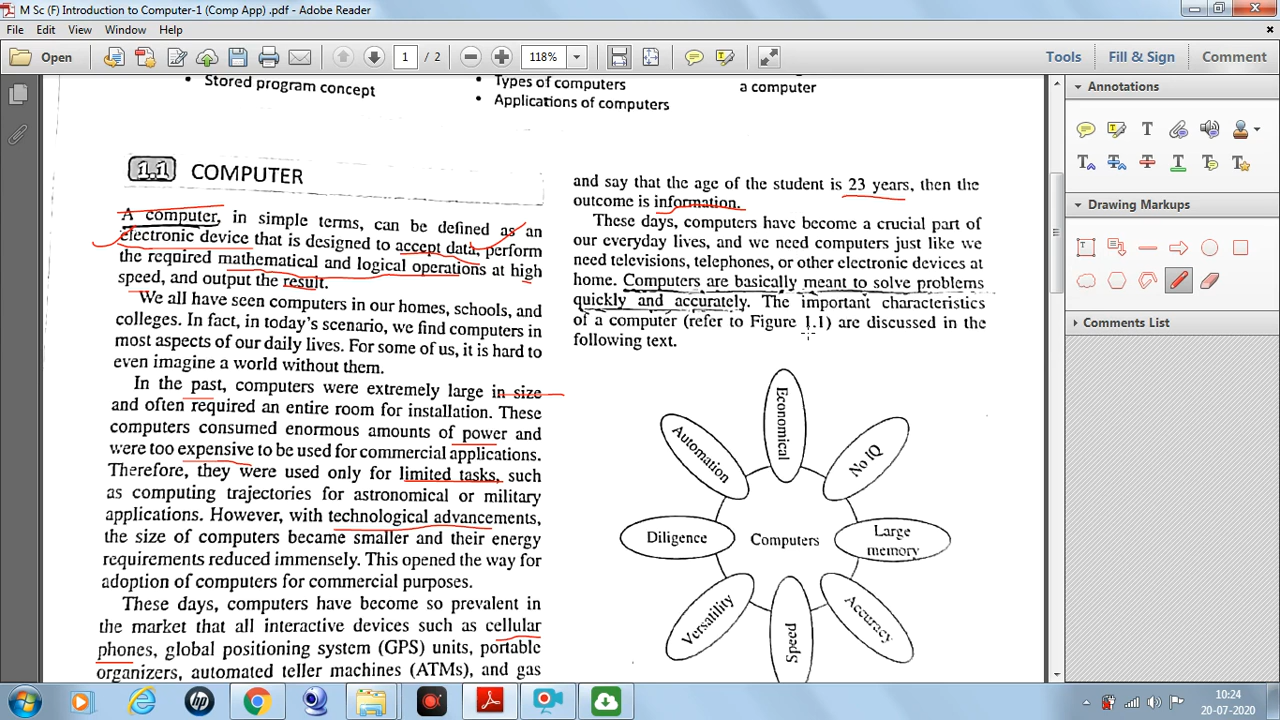 M Sc (F) Introduction to Computer-1 (Comp App) .pdf - Adobe Reader
File Edit View Window Help
Open 1 / 2 118% Tools Fill & Sign Comment
• Stored program concept
• Types of computers
• Applications of computers
a computer
1.1 COMPUTER
A computer, in simple terms, can be defined as an
electronic device that is designed to accept data, perform
the required mathematical and logical operations at high
speed, and output the result.
We all have seen computers in our homes, schools, and
colleges. In fact, in today's scenario, we find computers in
most aspects of our daily lives. For some of us, it is hard to
even imagine a world without them.
In the past, computers were extremely large in size
and often required an entire room for installation. These
computers consumed enormous amounts of power and
were too expensive to be used for commercial applications.
Therefore, they were used only for limited tasks, such
as computing trajectories for astronomical or military
applications. However, with technological advancements,
the size of computers became smaller and their energy
requirements reduced immensely. This opened the way for
adoption of computers for commercial purposes.
These days, computers have become so prevalent in
the market that all interactive devices such as cellular
phones, global positioning system (GPS) units, portable
organizers, automated teller machines (ATMs), and gas
and say that the age of the student is 23 years, then the
outcome is information.
These days, computers have become a crucial part of
our everyday lives, and we need computers just like we
need televisions, telephones, or other electronic devices at
home. Computers are basically meant to solve problems
quickly and accurately. The important characteristics
of a computer (refer to Figure 1.1) are discussed in the
following text.
Economical
Automation
No IQ
Diligence
Computers
Large
memory
Versatility
Speed
Accuracy
Annotations
Drawing Markups
Comments List
10:24
20-07-2020